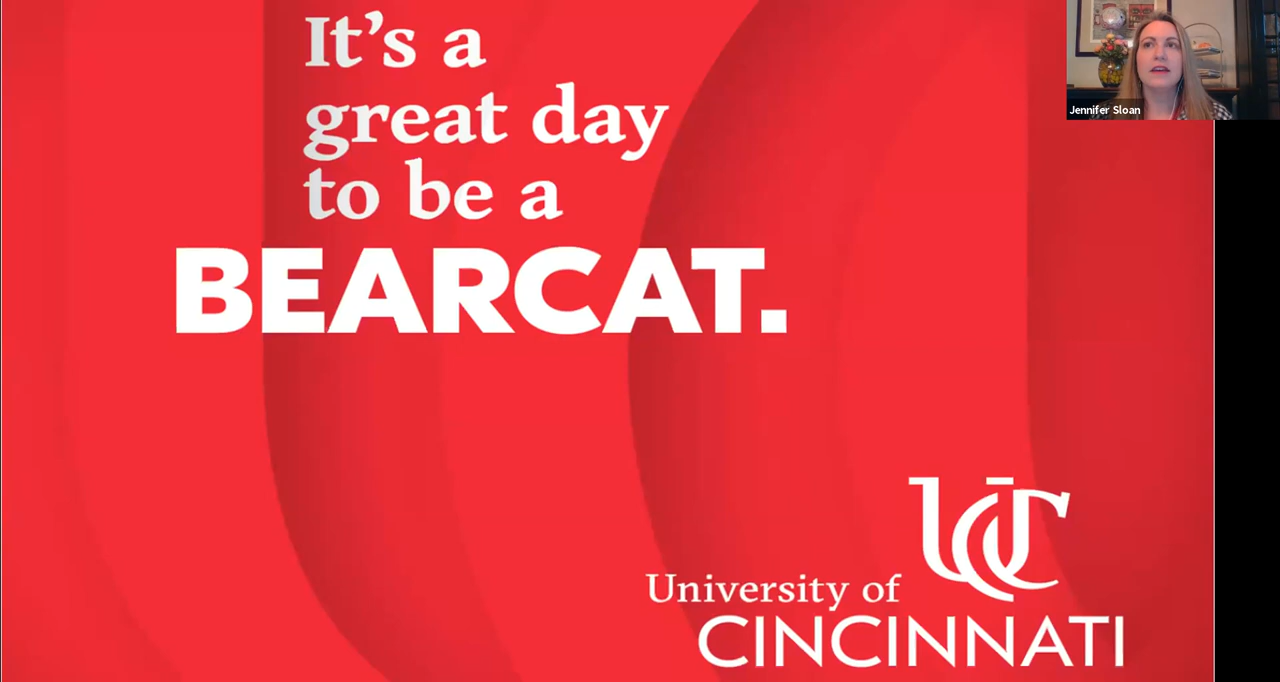 It's a
great day
to be a
BEARCAT.
Jennifer Sloan
UC
University of
CINCINNATI